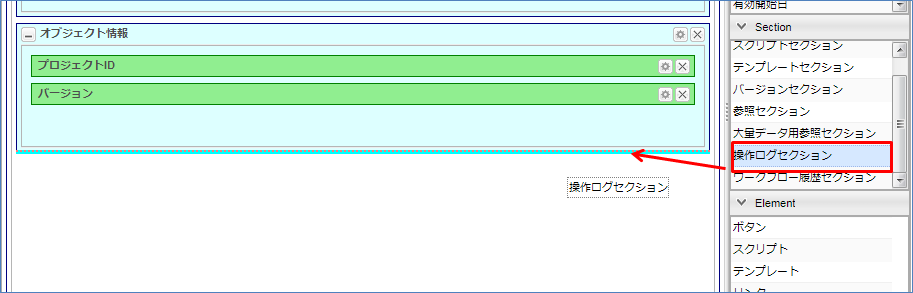 オブジェクト情報
プロジェクトID
バージョン
操作ログセクション
有効開始日
Section
スクリプトセクション
テンプレートセクション
バージョンセクション
参照セクション
大量データ用参照セクション
操作ログセクション
ワークフロー履歴セクション
Element
ボタン
スクリプト
テンプレート
リンク